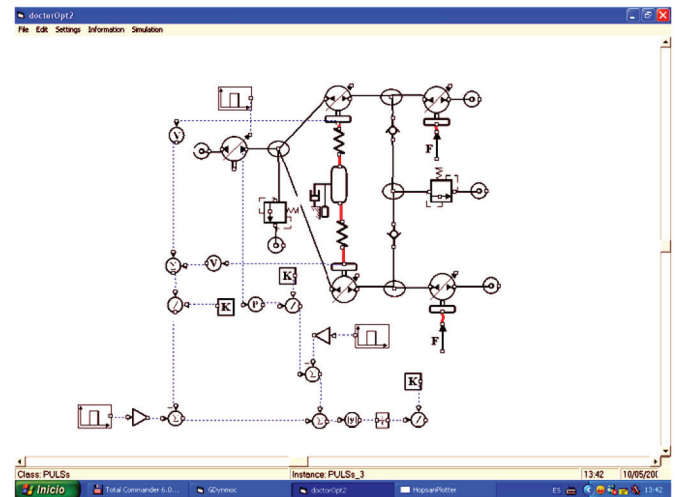 doctorOpt2
File Edit Settings Information Simulation
V
F
Σ
V
K
K
P
F
Σ
K
Σ
Σ
|y|
Class: PULSs
Instance: PULSs_3
13:42
10/05/20(
Inicio
Total Commander 6.0...
GDynmoc
doctorOpt2
HopsanPlotter
ES
13:42